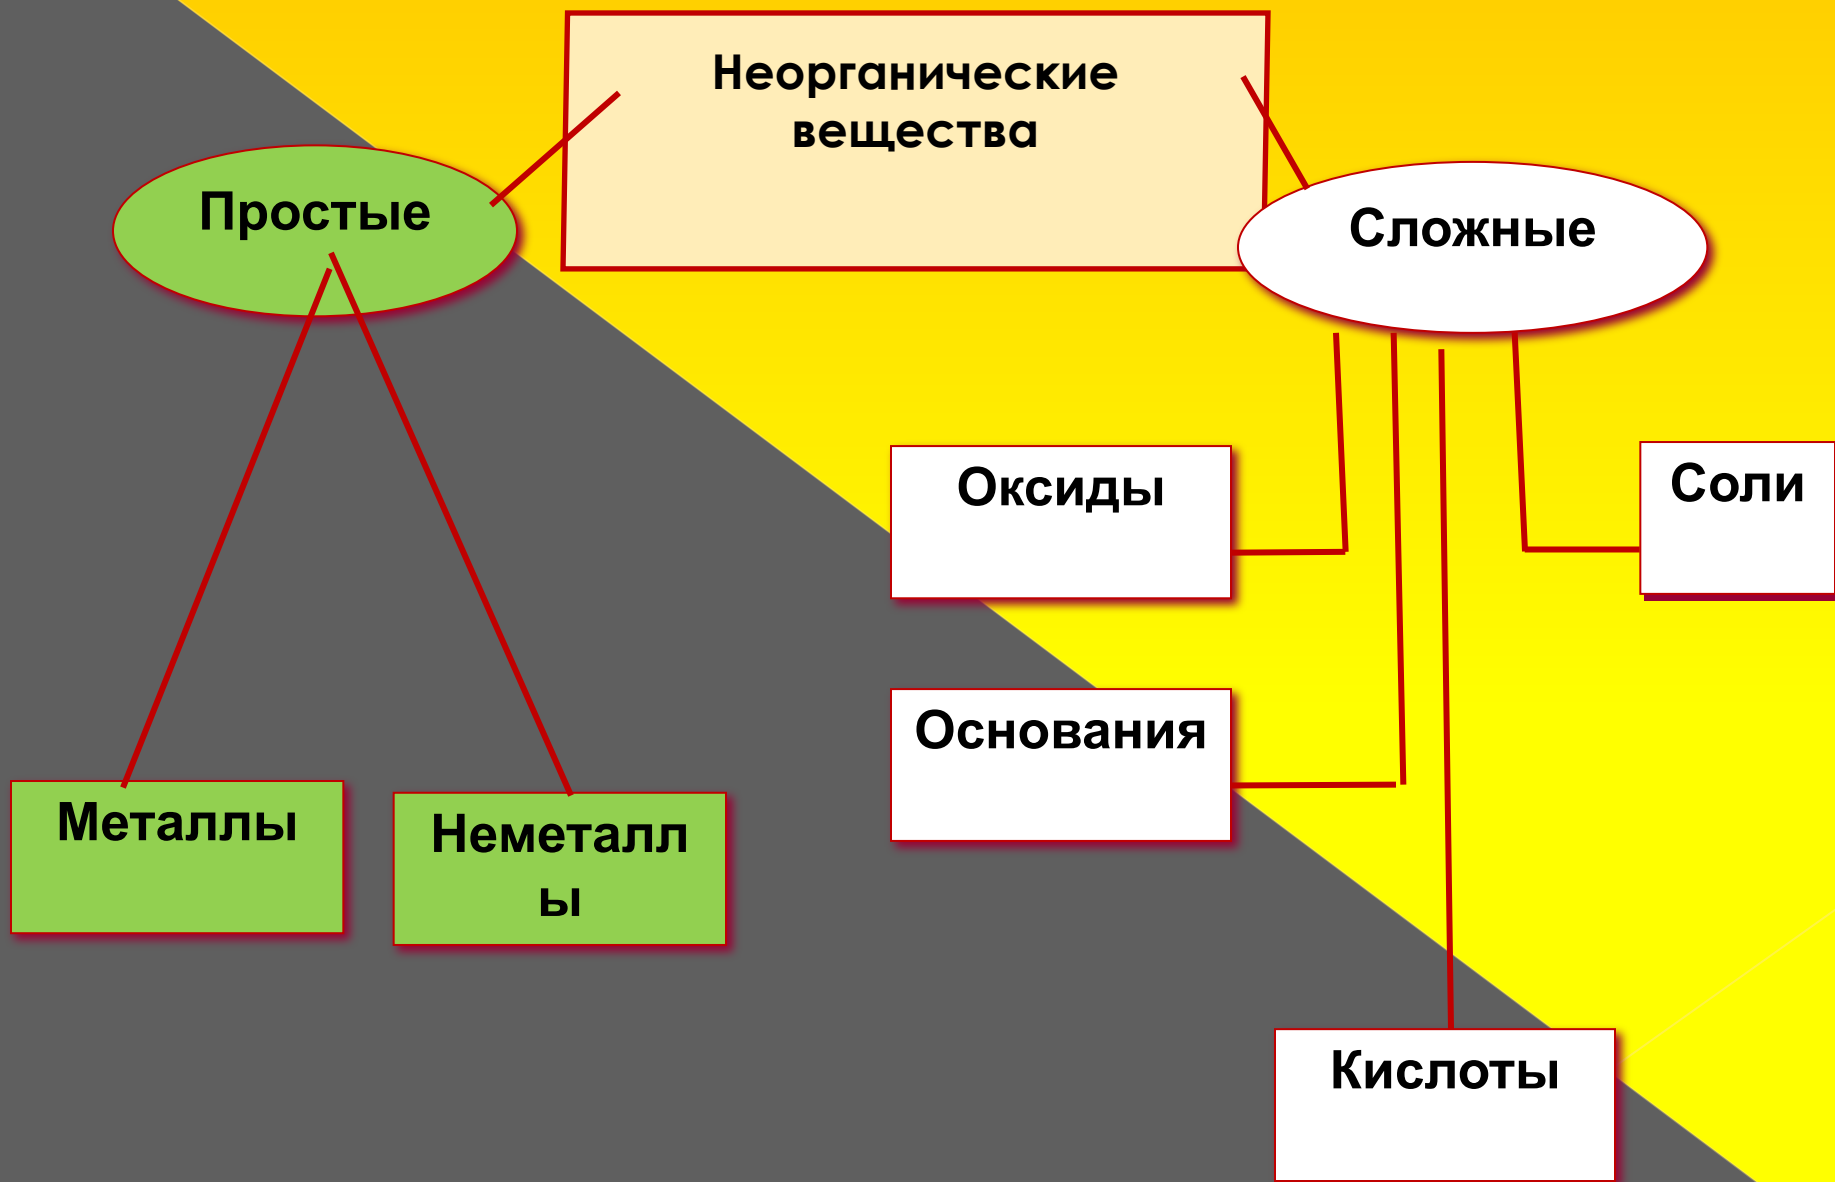 Неорганические
вещества
Простые
Сложные
Оксиды
Соли
Основания
Металлы
Неметалл
ы
Кислоты